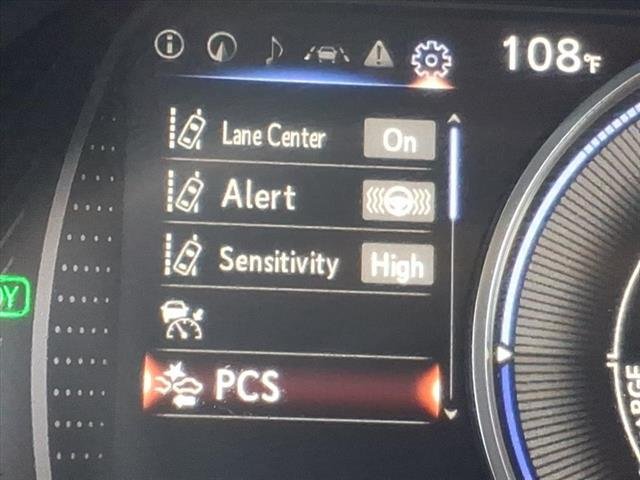 108°F
Lane Center On
Alert
Sensitivity High
PCS